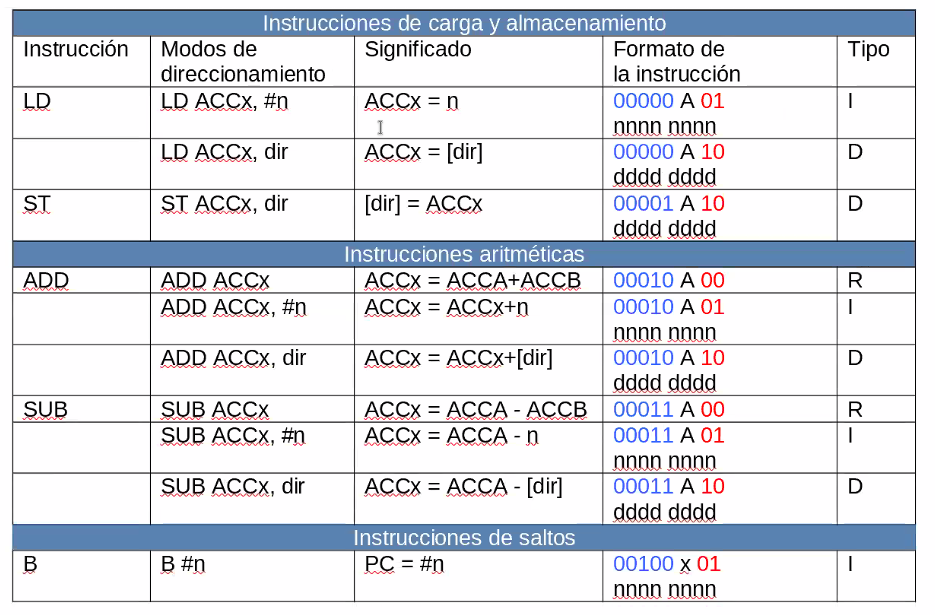 Instrucciones de carga y almacenamiento
Instrucción Modos de direccionamiento Significado Formato de la instrucción Tipo
LD LD ACCx, #n ACCx = n 00000 A 01 I
nnnn nnnn
LD ACCx, dir ACCx = [dir] 00000 A 10 D
dddd dddd
ST ST ACCx, dir [dir] = ACCx 00001 A 10 D
dddd dddd
Instrucciones aritméticas
ADD ADD ACCx ACCx = ACCA+ACCB 00010 A 00 R
ADD ACCx, #n ACCx = ACCx+n 00010 A 01 I
nnnn nnnn
ADD ACCx, dir ACCx = ACCx+[dir] 00010 A 10 D
dddd dddd
SUB SUB ACCx ACCx = ACCA - ACCB 00011 A 00 R
SUB ACCx, #n ACCx = ACCA - n 00011 A 01 I
nnnn nnnn
SUB ACCx, dir ACCx = ACCA - [dir] 00011 A 10 D
dddd dddd
Instrucciones de saltos
B B #n PC = #n 00100 x 01 I
nnnn nnnn